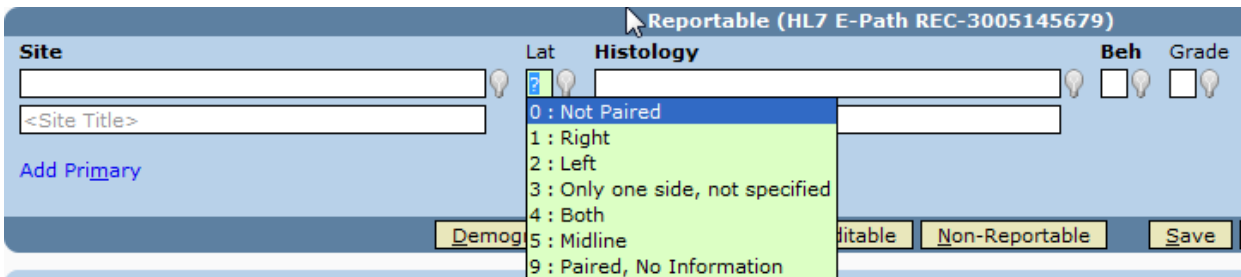 Reportable (HL7 E-Path REC-3005145679)
Site Lat Histology Beh Grade
?
<Site Title>
0 : Not Paired
1 : Right
2 : Left
3 : Only one side, not specified
4 : Both
5 : Midline
9 : Paired, No Information
Add Primary
Non-Reportable Save